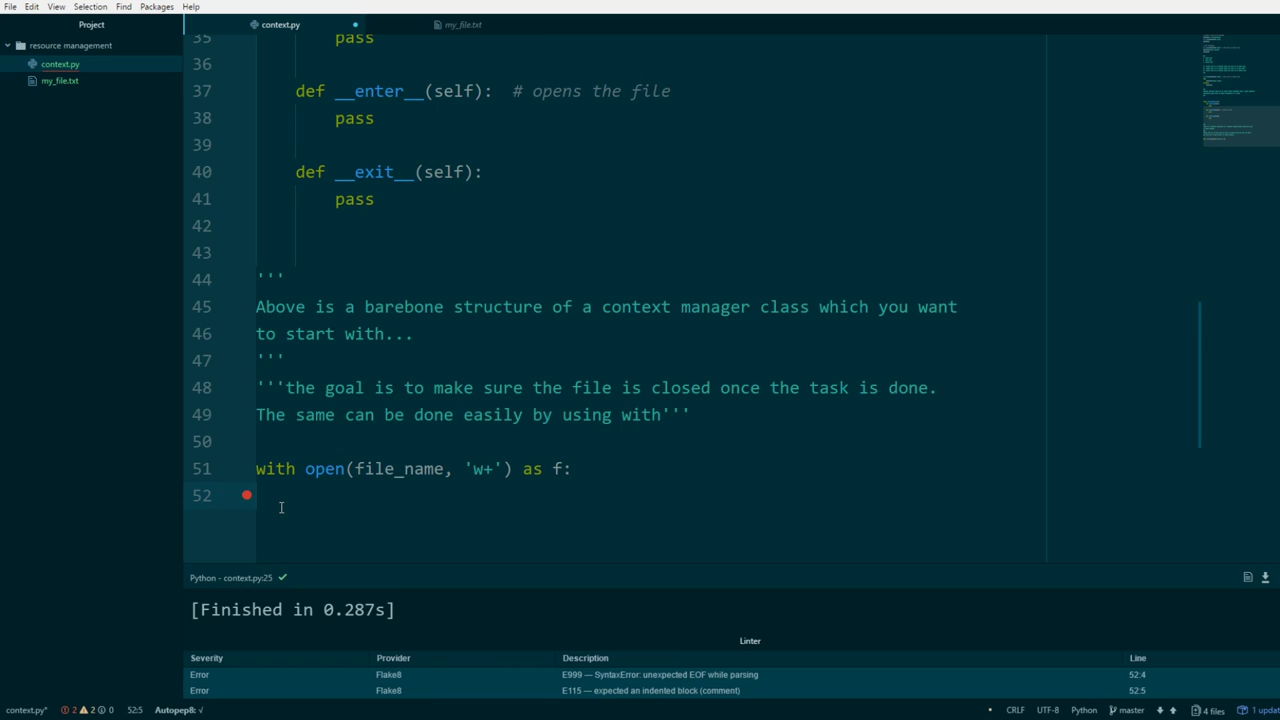 File Edit View Selection Find Packages Help
Project
context.py
my_file.txt
resource management
context.py
my_file.txt
35 pass
36
37 def __enter__(self):  # opens the file
38 pass
39
40 def __exit__(self):
41 pass
42
43
44 '''
45 Above is a barebone structure of a context manager class which you want
46 to start with...
47 '''
48 '''the goal is to make sure the file is closed once the task is done.
49 The same can be done easily by using with'''
50
51 with open(file_name, 'w+') as f:
52
Python - context.py:25 ✓
[Finished in 0.287s]
Linter
Severity Provider Description Line
Error Flake8 E999 — SyntaxError: unexpected EOF while parsing 52:4
Error Flake8 E115 — expected an indented block (comment) 52:5
context.py* 2 2 0 52:5 Autopep8: √ CRLF UTF-8 Python master 4 files 1 updat